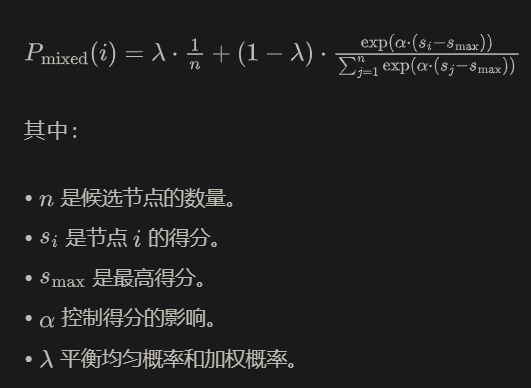 $P_{\text{mixed}}(i) = \lambda \cdot \frac{1}{n} + (1 - \lambda) \cdot \frac{\exp(\alpha \cdot (s_i - s_{\max}))}{\sum_{j=1}^{n} \exp(\alpha \cdot (s_j - s_{\max}))}$
其中:
• $n$ 是候选节点的数量。
• $s_i$ 是节点 $i$ 的得分。
• $s_{\max}$ 是最高得分。
• $\alpha$ 控制得分的影响。
• $\lambda$ 平衡均匀概率和加权概率。